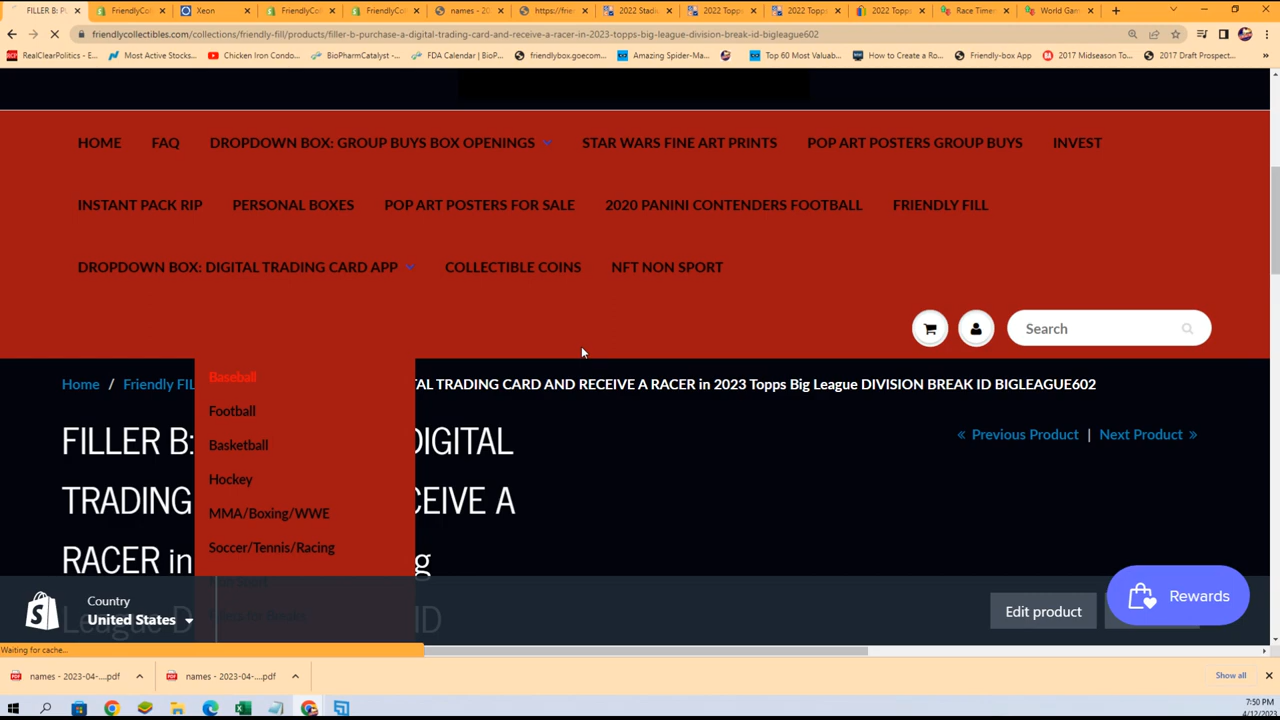 FILLER B: P
FriendlyCo
Xeon
FriendlyCo
FriendlyCo
names - 20
https://frie
2022 Stadi
2022 Topp
2022 Topp
2022 Topp
Race Time
World Gam
friendlycollectibles.com/collections/friendly-fill/products/filler-b-purchase-a-digital-trading-card-and-receive-a-racer-in-2023-topps-big-league-division-break-id-bigleague602
RealClearPolitics - E...
Most Active Stocks...
Chicken Iron Condo...
BioPharmCatalyst -...
FDA Calendar | BioP...
friendlybox.goecom...
Amazing Spider-Ma...
Top 60 Most Valuab...
How to Create a Ro...
Friendly-box App
2017 Midseason To...
2017 Draft Prospect...
HOME FAQ DROPDOWN BOX: GROUP BUYS BOX OPENINGS STAR WARS FINE ART PRINTS POP ART POSTERS GROUP BUYS INVEST
INSTANT PACK RIP PERSONAL BOXES POP ART POSTERS FOR SALE 2020 PANINI CONTENDERS FOOTBALL FRIENDLY FILL
DROPDOWN BOX: DIGITAL TRADING CARD APP COLLECTIBLE COINS NFT NON SPORT
Search
Baseball
Football
Basketball
Hockey
MMA/Boxing/WWE
Soccer/Tennis/Racing
Home / Friendly FIL
AL TRADING CARD AND RECEIVE A RACER in 2023 Topps Big League DIVISION BREAK ID BIGLEAGUE602
Previous Product | Next Product
FILLER B: DIGITAL
TRADING CEIVE A
RACER in g
League D ID
Country
United States
Edit product
Rewards
Waiting for cache...
names - 2023-04-....pdf
names - 2023-04-....pdf
Show all
7:50 PM
4/12/2023